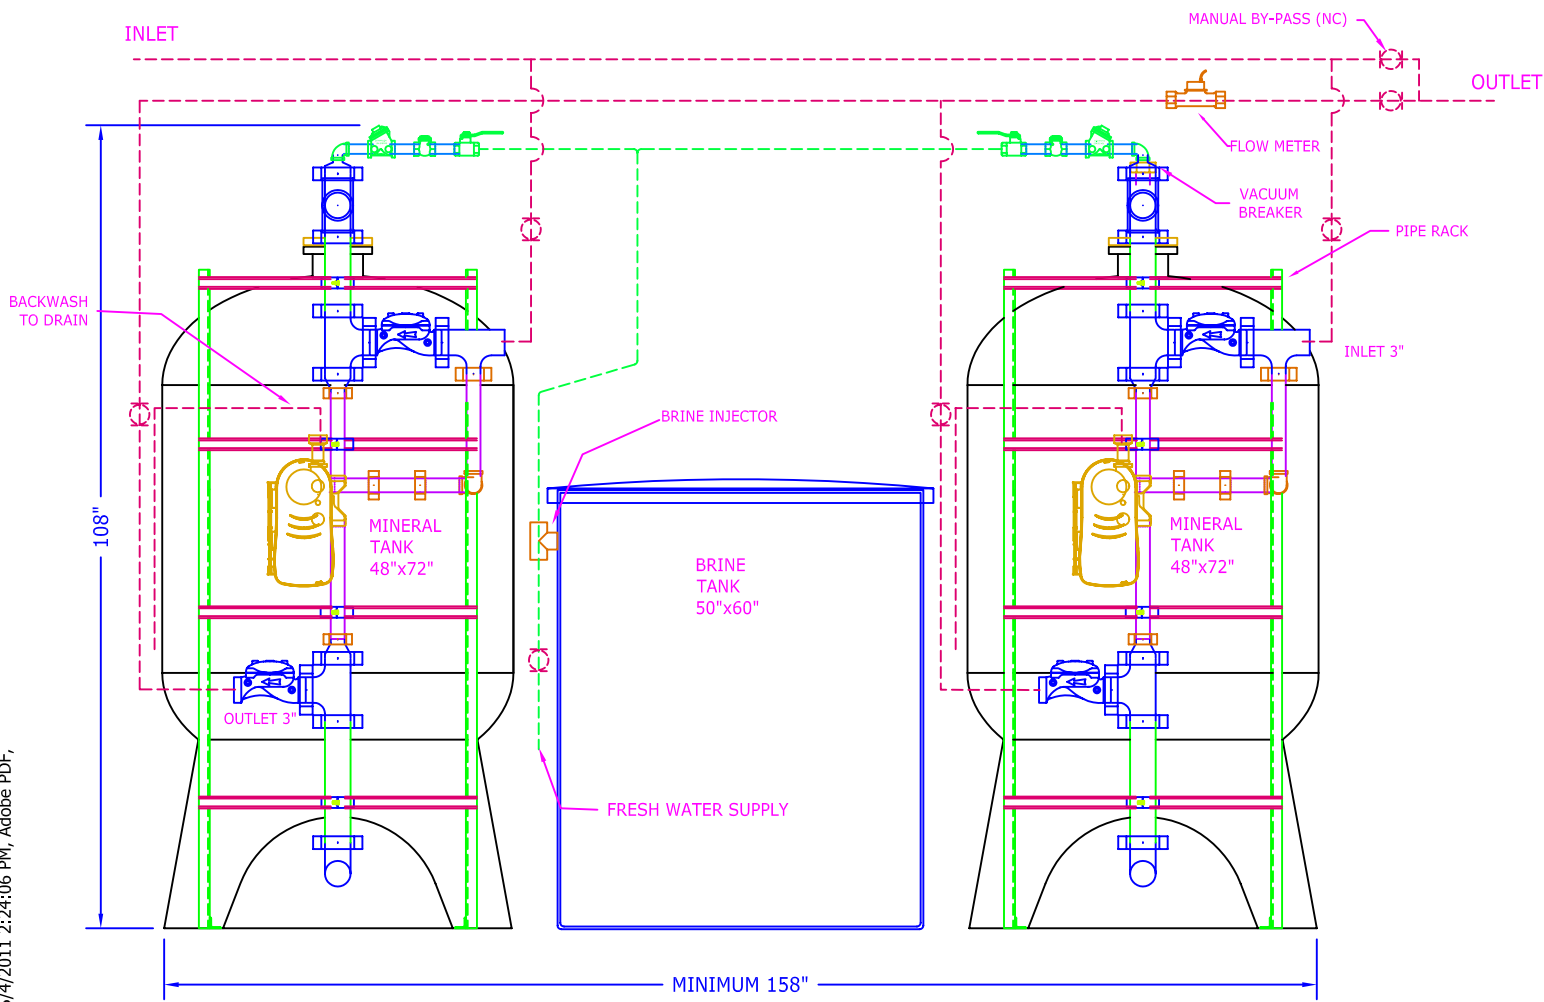 MANUAL BY-PASS (NC)
INLET
OUTLET
FLOW METER
VACUUM
BREAKER
PIPE RACK
BACKWASH
TO DRAIN
INLET 3"
BRINE INJECTOR
108"
MINERAL
TANK
48"x72"
BRINE
TANK
50"x60"
MINERAL
TANK
48"x72"
OUTLET 3"
FRESH WATER SUPPLY
MINIMUM 158"
/4/2011 2:24:06 PM, Adobe PDF,